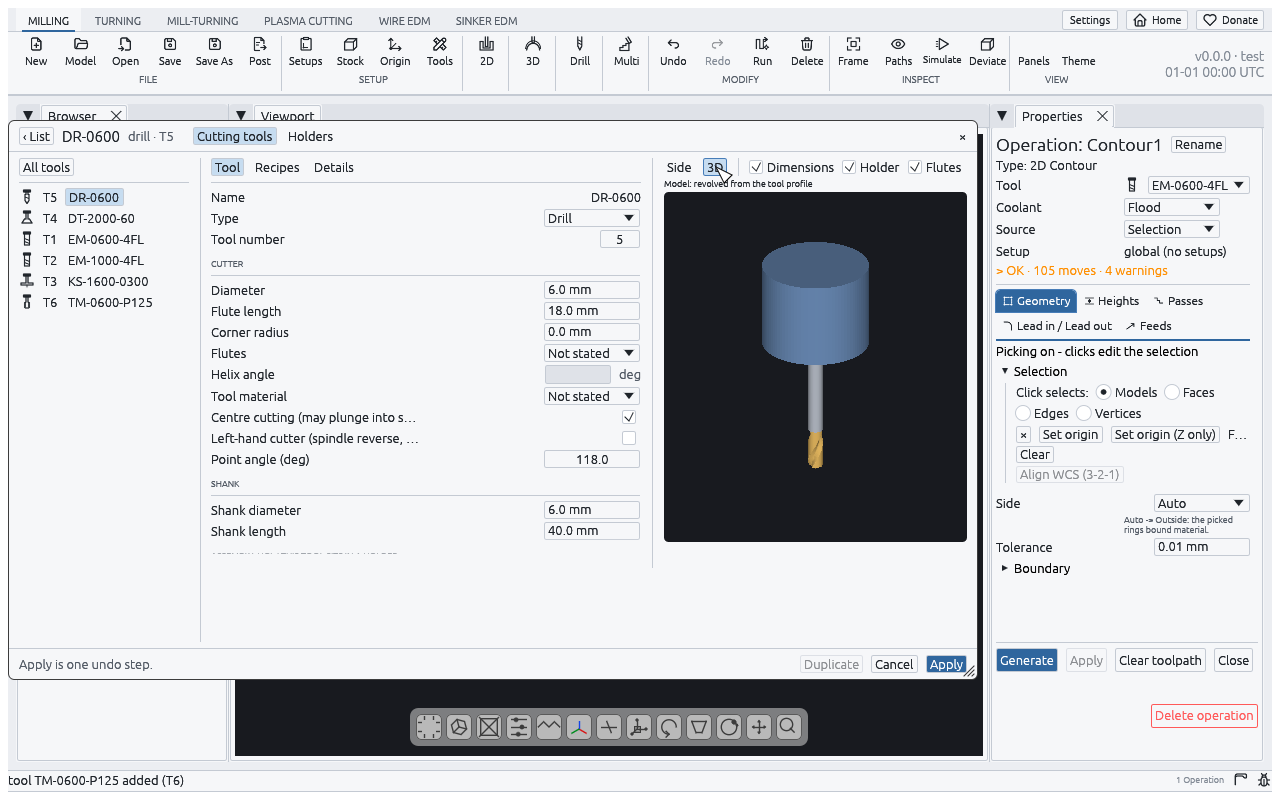 MILLING TURNING MILL-TURNING PLASMA CUTTING WIRE EDM SINKER EDM Settings Home Donate
New Model Open Save Save As Post Setups Stock Origin Tools 2D 3D Drill Multi Undo Redo Run Delete Frame Paths Simulate Deviate Panels Theme
FILE SETUP MODIFY INSPECT VIEW
v0.0.0 · test
01-01 00:00 UTC
Browser Viewport Properties
‹ List DR-0600 drill · T5 Cutting tools Holders ×
All tools
T5 DR-0600
T4 DT-2000-60
T1 EM-0600-4FL
T2 EM-1000-4FL
T3 KS-1600-0300
T6 TM-0600-P125
Tool Recipes Details
Name DR-0600
Type Drill
Tool number 5
CUTTER
Diameter 6.0 mm
Flute length 18.0 mm
Corner radius 0.0 mm
Flutes Not stated
Helix angle deg
Tool material Not stated
Centre cutting (may plunge into s...
Left-hand cutter (spindle reverse, ...
Point angle (deg) 118.0
SHANK
Shank diameter 6.0 mm
Shank length 40.0 mm
Side 3D Dimensions Holder Flutes
Model: revolved from the tool profile
Apply is one undo step. Duplicate Cancel Apply
Operation: Contour1 Rename
Type: 2D Contour
Tool EM-0600-4FL
Coolant Flood
Source Selection
Setup global (no setups)
> OK · 105 moves · 4 warnings
Geometry Heights Passes
Lead in / Lead out Feeds
Picking on - clicks edit the selection
Selection
Click selects: Models Faces
Edges Vertices
× Set origin Set origin (Z only) F...
Clear
Align WCS (3-2-1)
Side Auto
Auto -> Outside: the picked
rings bound material.
Tolerance 0.01 mm
Boundary
Generate Apply Clear toolpath Close
Delete operation
tool TM-0600-P125 added (T6) 1 Operation